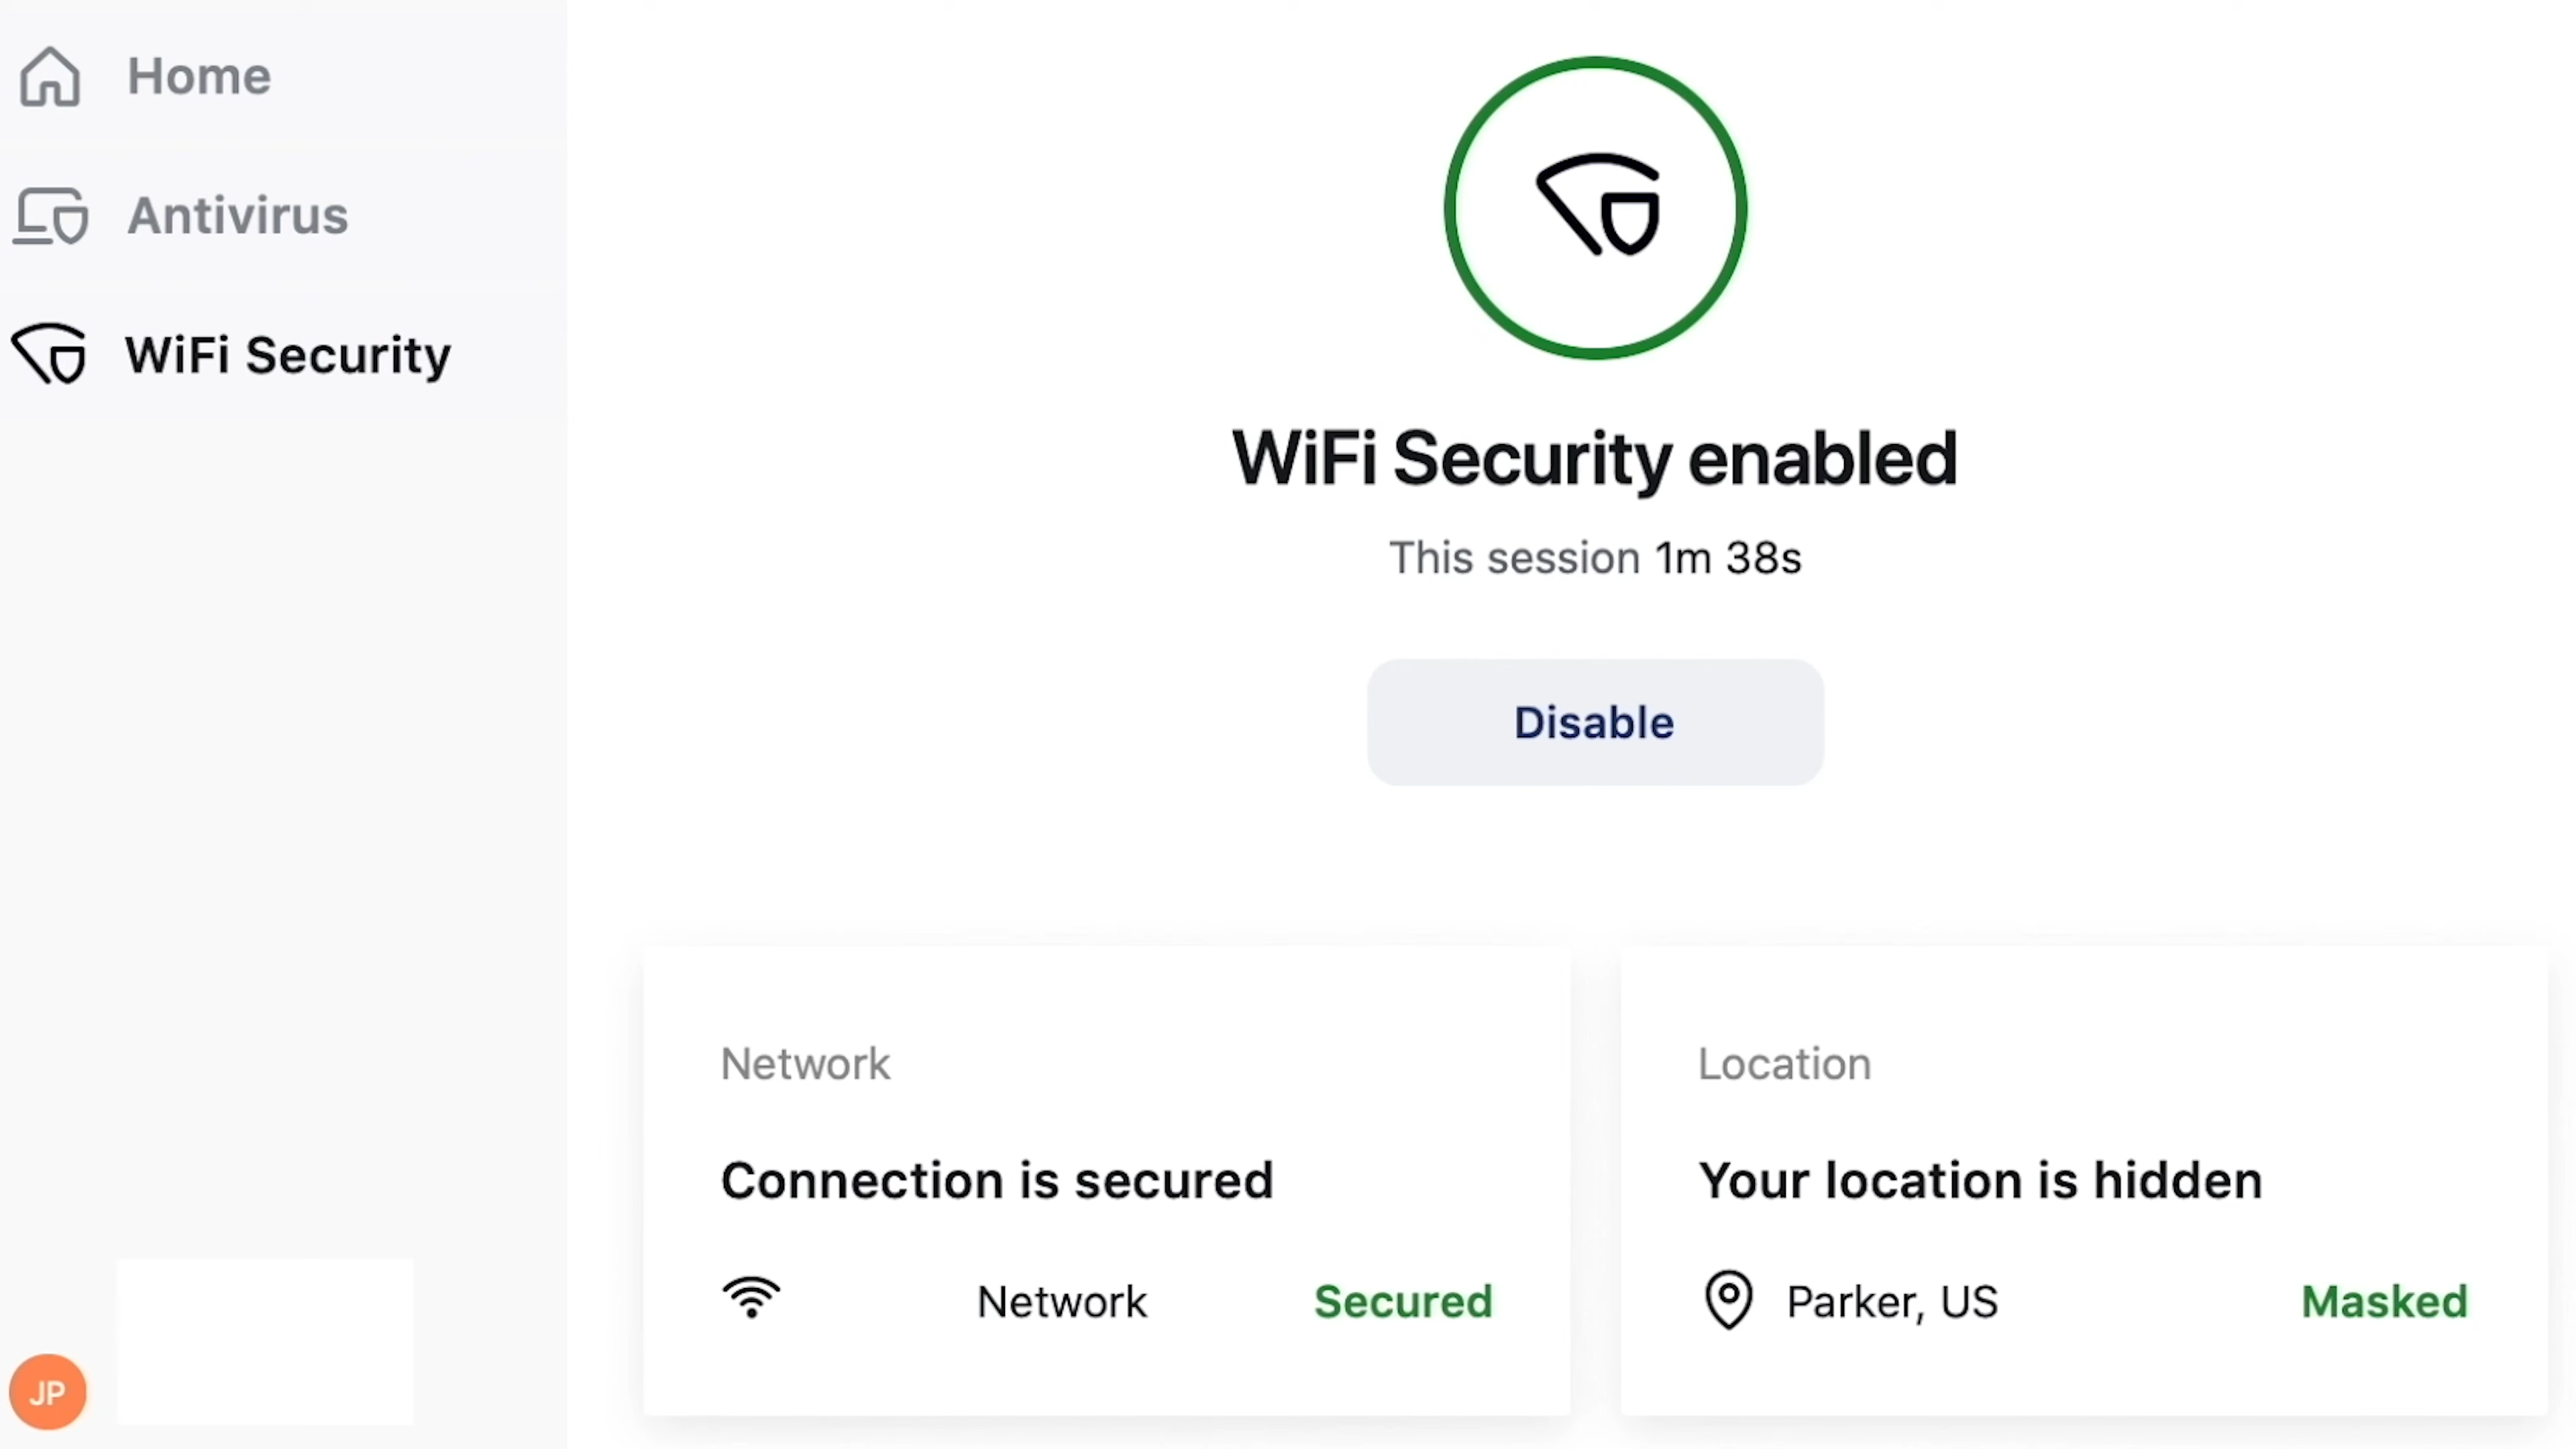 Home
Antivirus
WiFi Security
JP
WiFi Security enabled
This session 1m 38s
Disable
Network
Connection is secured
Network Secured
Location
Your location is hidden
Parker, US Masked